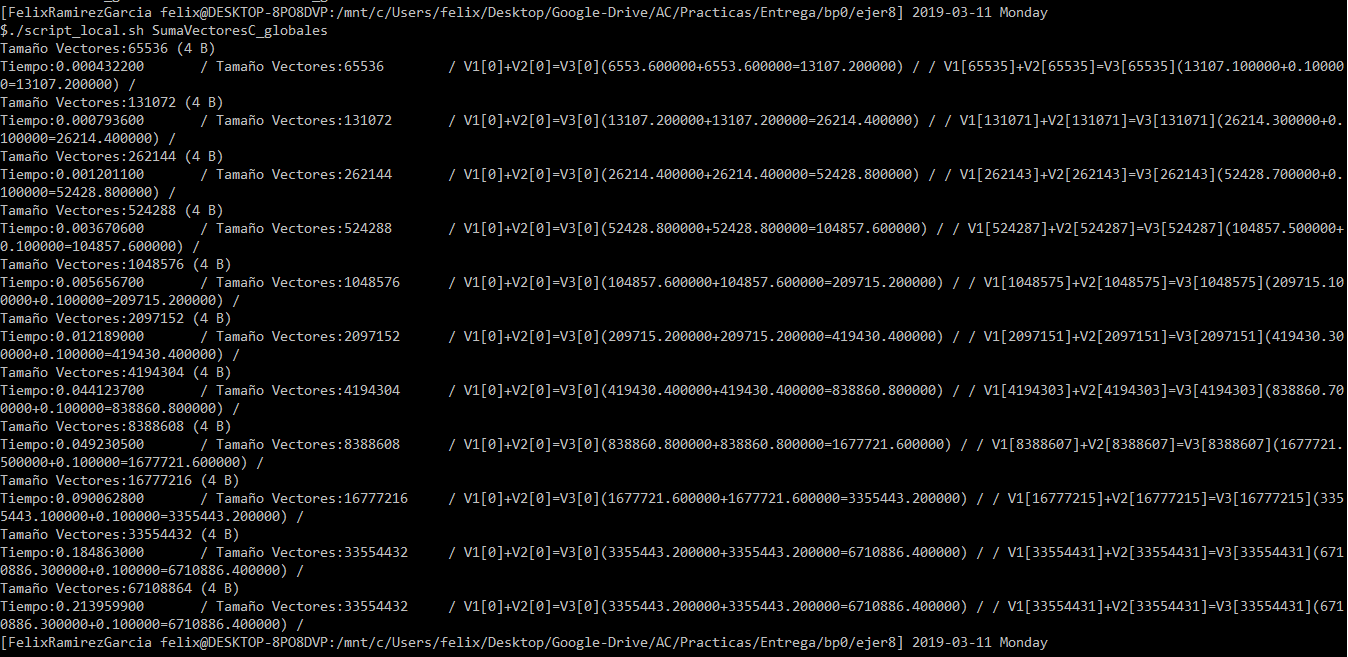 [FelixRamirezGarcia felix@DESKTOP-8PO8DVP:/mnt/c/Users/felix/Desktop/Google-Drive/AC/Practicas/Entrega/bp0/ejer8] 2019-03-11 Monday
$./script_local.sh SumaVectoresC_globales
Tamaño Vectores:65536 (4 B)
Tiempo:0.000432200       / Tamaño Vectores:65536        / V1[0]+V2[0]=V3[0](6553.600000+6553.600000=13107.200000) / / V1[65535]+V2[65535]=V3[65535](13107.100000+0.10000
0=13107.200000) /
Tamaño Vectores:131072 (4 B)
Tiempo:0.000793600       / Tamaño Vectores:131072       / V1[0]+V2[0]=V3[0](13107.200000+13107.200000=26214.400000) / / V1[131071]+V2[131071]=V3[131071](26214.300000+0.
100000=26214.400000) /
Tamaño Vectores:262144 (4 B)
Tiempo:0.001201100       / Tamaño Vectores:262144       / V1[0]+V2[0]=V3[0](26214.400000+26214.400000=52428.800000) / / V1[262143]+V2[262143]=V3[262143](52428.700000+0.
100000=52428.800000) /
Tamaño Vectores:524288 (4 B)
Tiempo:0.003670600       / Tamaño Vectores:524288       / V1[0]+V2[0]=V3[0](52428.800000+52428.800000=104857.600000) / / V1[524287]+V2[524287]=V3[524287](104857.500000+
0.100000=104857.600000) /
Tamaño Vectores:1048576 (4 B)
Tiempo:0.005656700       / Tamaño Vectores:1048576      / V1[0]+V2[0]=V3[0](104857.600000+104857.600000=209715.200000) / / V1[1048575]+V2[1048575]=V3[1048575](209715.10
0000+0.100000=209715.200000) /
Tamaño Vectores:2097152 (4 B)
Tiempo:0.012189000       / Tamaño Vectores:2097152      / V1[0]+V2[0]=V3[0](209715.200000+209715.200000=419430.400000) / / V1[2097151]+V2[2097151]=V3[2097151](419430.30
0000+0.100000=419430.400000) /
Tamaño Vectores:4194304 (4 B)
Tiempo:0.044123700       / Tamaño Vectores:4194304      / V1[0]+V2[0]=V3[0](419430.400000+419430.400000=838860.800000) / / V1[4194303]+V2[4194303]=V3[4194303](838860.70
0000+0.100000=838860.800000) /
Tamaño Vectores:8388608 (4 B)
Tiempo:0.049230500       / Tamaño Vectores:8388608      / V1[0]+V2[0]=V3[0](838860.800000+838860.800000=1677721.600000) / / V1[8388607]+V2[8388607]=V3[8388607](1677721.
500000+0.100000=1677721.600000) /
Tamaño Vectores:16777216 (4 B)
Tiempo:0.090062800       / Tamaño Vectores:16777216     / V1[0]+V2[0]=V3[0](1677721.600000+1677721.600000=3355443.200000) / / V1[16777215]+V2[16777215]=V3[16777215](335
5443.100000+0.100000=3355443.200000) /
Tamaño Vectores:33554432 (4 B)
Tiempo:0.184863000       / Tamaño Vectores:33554432     / V1[0]+V2[0]=V3[0](3355443.200000+3355443.200000=6710886.400000) / / V1[33554431]+V2[33554431]=V3[33554431](671
0886.300000+0.100000=6710886.400000) /
Tamaño Vectores:67108864 (4 B)
Tiempo:0.213959900       / Tamaño Vectores:33554432     / V1[0]+V2[0]=V3[0](3355443.200000+3355443.200000=6710886.400000) / / V1[33554431]+V2[33554431]=V3[33554431](671
0886.300000+0.100000=6710886.400000) /
[FelixRamirezGarcia felix@DESKTOP-8PO8DVP:/mnt/c/Users/felix/Desktop/Google-Drive/AC/Practicas/Entrega/bp0/ejer8] 2019-03-11 Monday